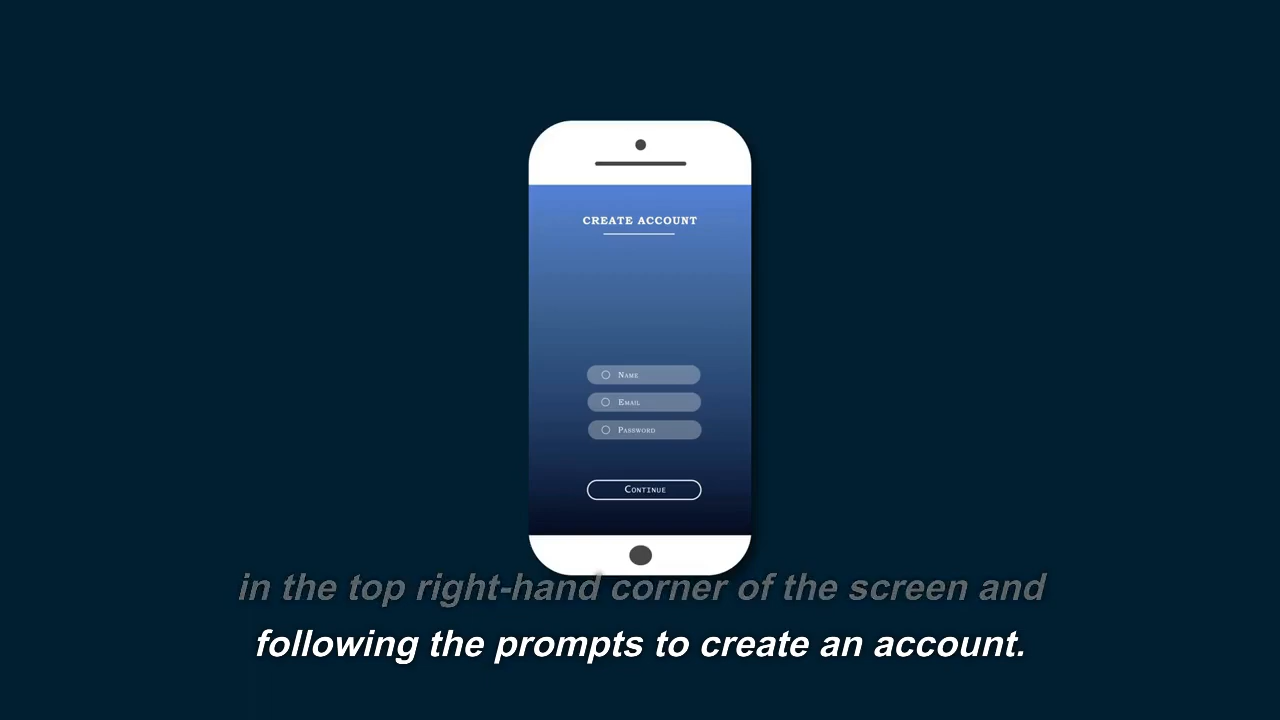 CREATE ACCOUNT
Name
Email
Password
Continue
in the top right-hand corner of the screen and
following the prompts to create an account.